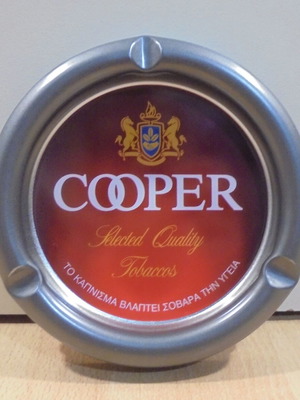 COOPER
Selected Quality
Tobaccos
ΤΟ ΚΑΠΝΙΣΜΑ ΒΛΑΠΤΕΙ ΣΟΒΑΡΑ ΤΗΝ ΥΓΕΙΑ